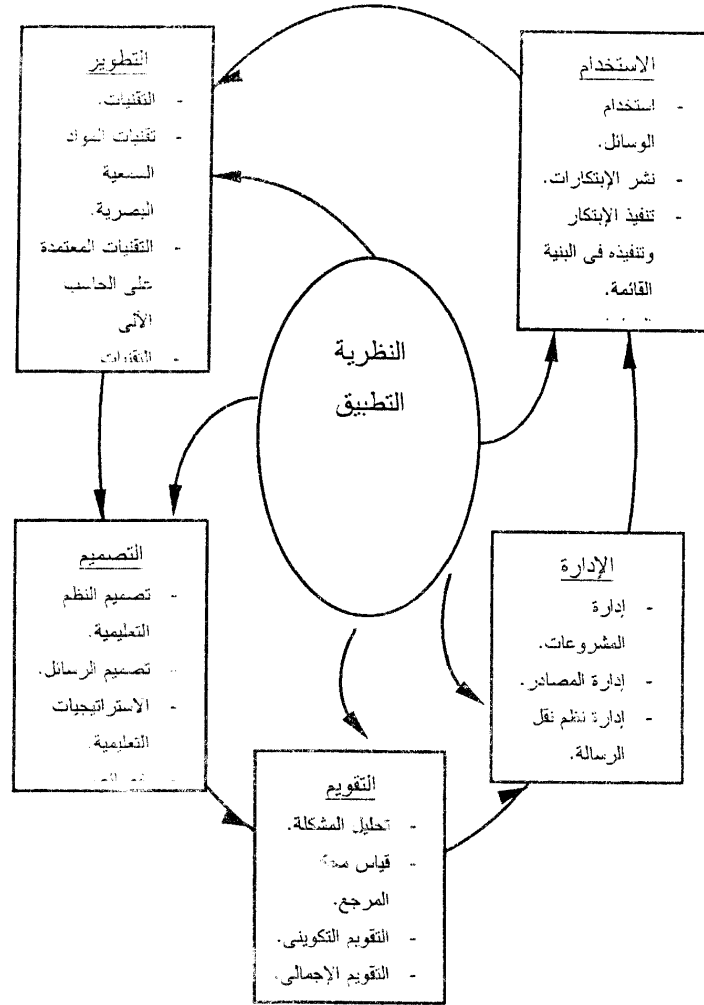 الاستخدام
- استخدام
الوسائل.
- نشر الإبتكارات.
- تنفيذ الإبتكار
وتنفيذه فى البنية
القائمة.
التطوير
- التقنيات.
- تقنيات المواد
السمعية
البصرية.
- التقنيات المعتمدة
على الحاسب
الآلى
- التقنيات
النظرية
التطبيق
التصميم
- تصميم النظم
التعليمية.
- تصميم الرسائل.
- الاستراتيجيات
التعليمية.
الإدارة
- إدارة
المشروعات.
- إدارة المصادر.
- إدارة نظم نقل
الرسالة.
التقويم
- تحليل المشكلة.
- قياس
المرجع.
- التقويم التكوينى.
- التقويم الإجمالى.